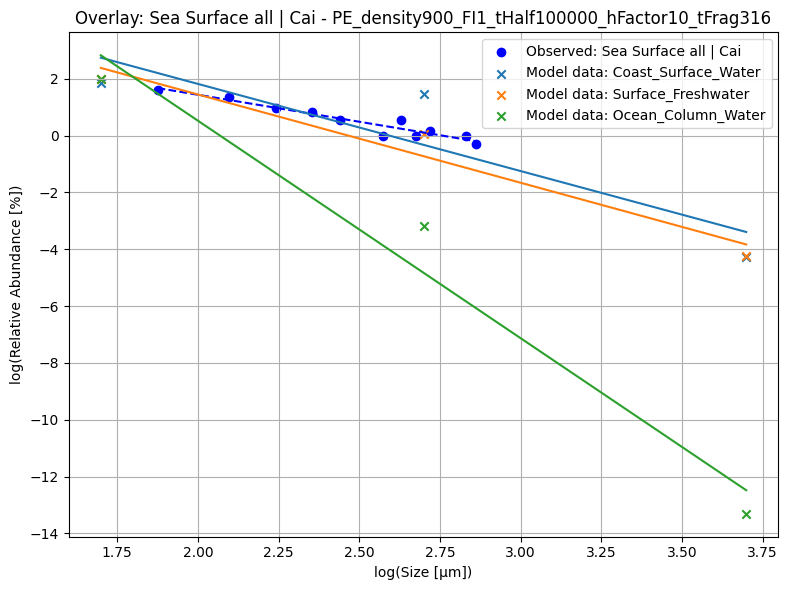 Overlay: Sea Surface all | Cai - PE_density900_FI1_tHalf100000_hFactor10_tFrag316
Observed: Sea Surface all | Cai
Model data: Coast_Surface_Water
Model data: Surface_Freshwater
Model data: Ocean_Column_Water
log(Relative Abundance [%])
2
0
−2
−4
−6
−8
−10
−12
−14
1.75 2.00 2.25 2.50 2.75 3.00 3.25 3.50 3.75
log(Size [μm])